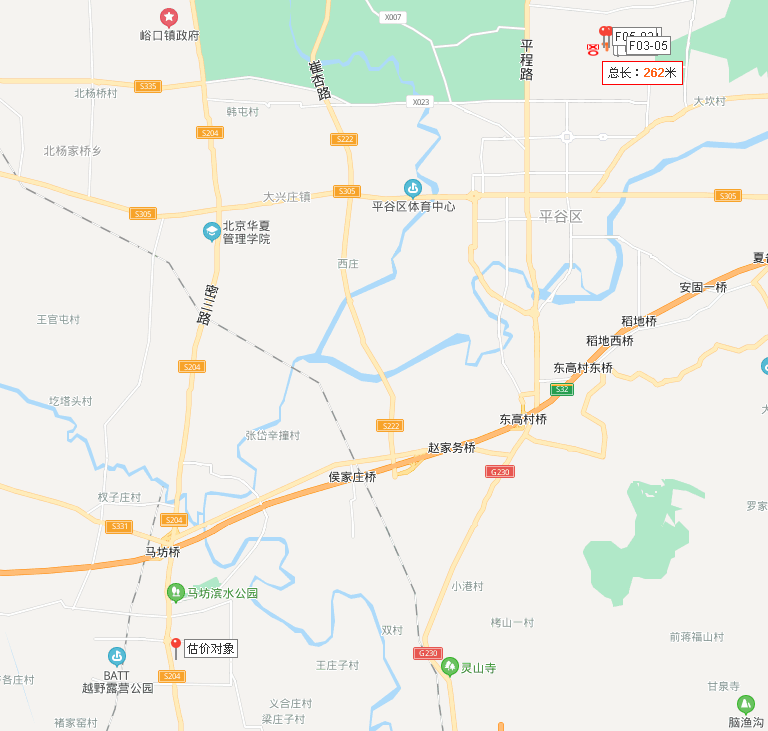 X007
峪口镇政府
F05-02
F03-05
总长：262米
平程路
崔杏路
S335
北杨桥村
X023
大坎村
韩屯村
S204
S222
北杨家桥乡
S305
大兴庄镇
S305
平谷区体育中心
S305
平谷区
北京华夏
管理学院
夏各
西庄
安固一桥
密三路
王官屯村
稻地桥
稻地西桥
S204
东高村东桥
S32
圪塔头村
东高村桥
S222
张岱辛撞村
赵家务桥
G230
侯家庄桥
杈子庄村
罗家
S331
S204
马坊桥
马坊滨水公园
小港村
栲山一村
双村
前蒋福山村
估价对象
G230
王庄子村
灵山寺
BATT
越野露营公园
S204
各庄村
甘泉寺
义合庄村
梁庄子村
褚家窑村
脑渔沟